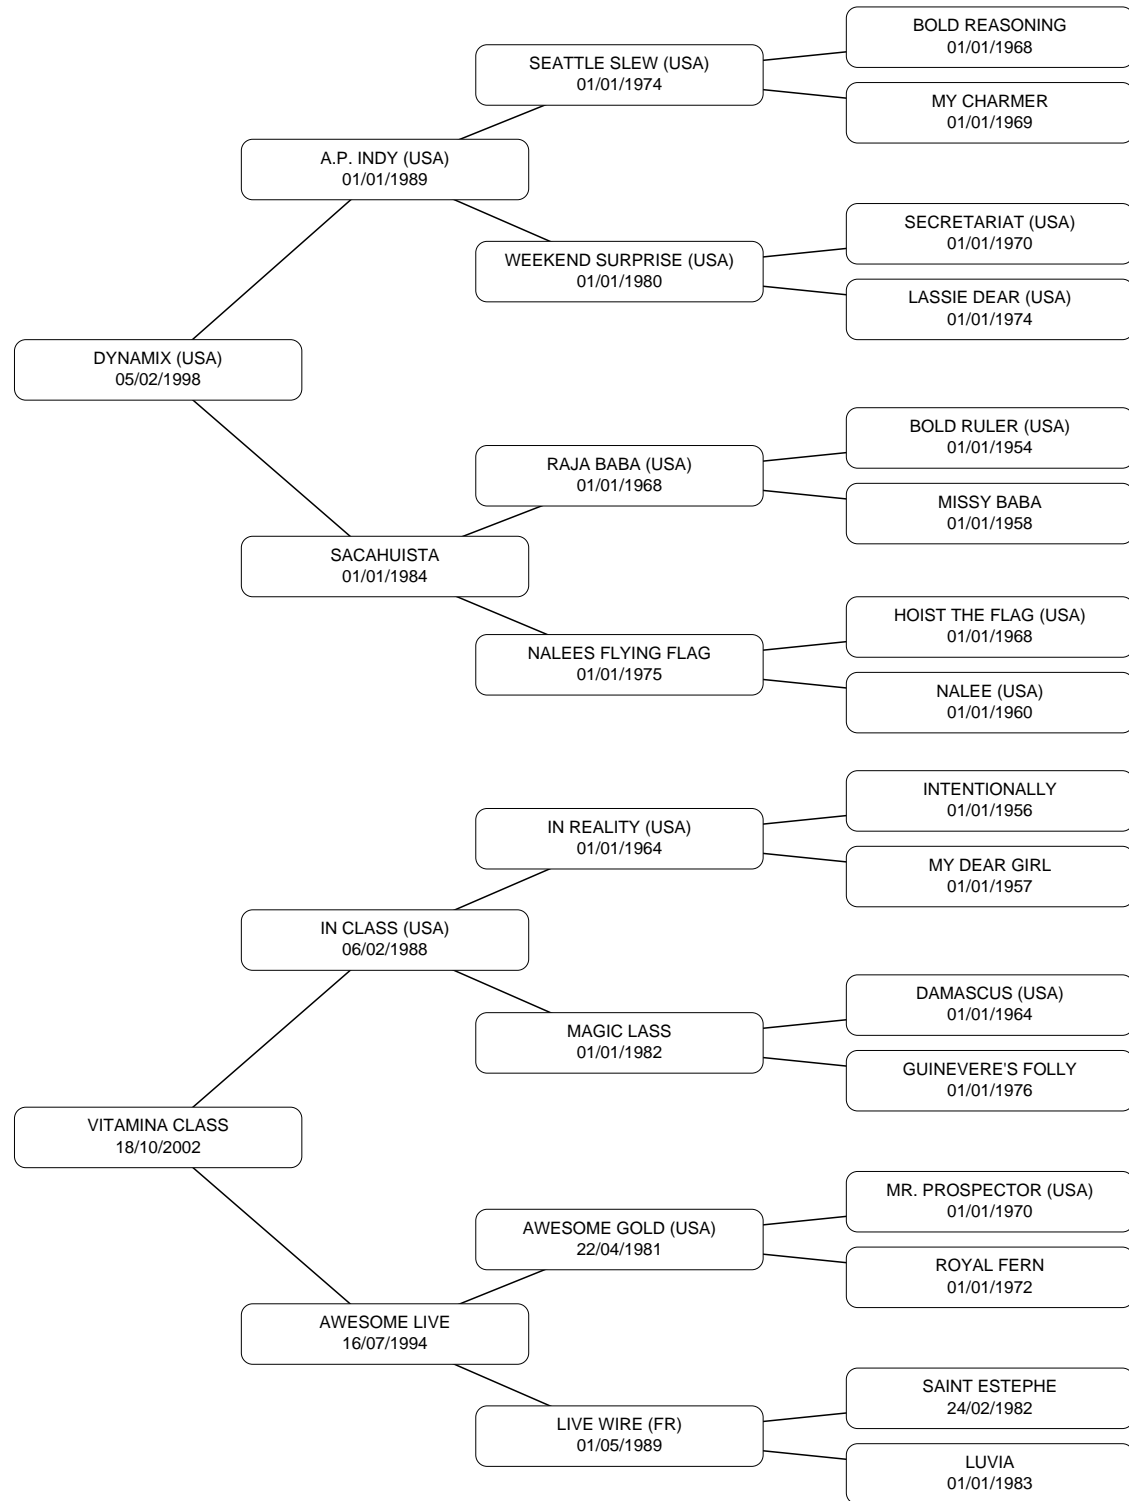 BOLD REASONING
01/01/1968
SEATTLE SLEW (USA)
01/01/1974
MY CHARMER
01/01/1969
A.P. INDY (USA)
01/01/1989
SECRETARIAT (USA)
01/01/1970
WEEKEND SURPRISE (USA)
01/01/1980
LASSIE DEAR (USA)
01/01/1974
DYNAMIX (USA)
05/02/1998
BOLD RULER (USA)
01/01/1954
RAJA BABA (USA)
01/01/1968
MISSY BABA
01/01/1958
SACAHUISTA
01/01/1984
HOIST THE FLAG (USA)
01/01/1968
NALEES FLYING FLAG
01/01/1975
NALEE (USA)
01/01/1960
INTENTIONALLY
01/01/1956
IN REALITY (USA)
01/01/1964
MY DEAR GIRL
01/01/1957
IN CLASS (USA)
06/02/1988
DAMASCUS (USA)
01/01/1964
MAGIC LASS
01/01/1982
GUINEVERE'S FOLLY
01/01/1976
VITAMINA CLASS
18/10/2002
MR. PROSPECTOR (USA)
01/01/1970
AWESOME GOLD (USA)
22/04/1981
ROYAL FERN
01/01/1972
AWESOME LIVE
16/07/1994
SAINT ESTEPHE
24/02/1982
LIVE WIRE (FR)
01/05/1989
LUVIA
01/01/1983